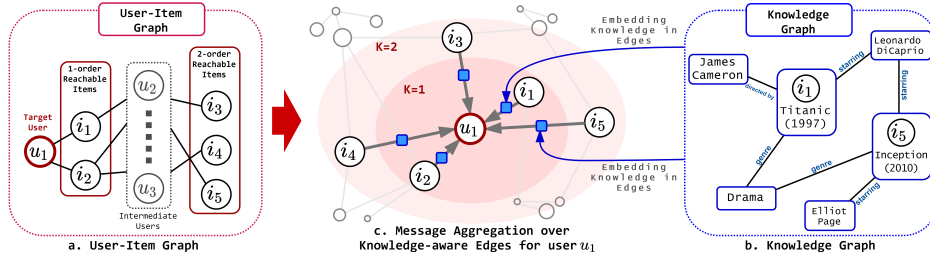 User-Item
Graph
1-order
Reachable
Items
2-order
Reachable
Items
Target
User
u1
i1
i2
u2
u3
i3
i4
i5
Intermediate
Users
a. User-Item Graph
K=2
K=1
i3
i1
u1
i5
i4
i2
Embedding
Knowledge in
Edges
Embedding
Knowledge in
Edges
c. Message Aggregation over
Knowledge-aware Edges for user u1
Knowledge
Graph
James
Cameron
directed by
i1
Titanic
(1997)
starring
Leonardo
DiCaprio
starring
i5
Inception
(2010)
genre
genre
Drama
starring
Elliot
Page
b. Knowledge Graph